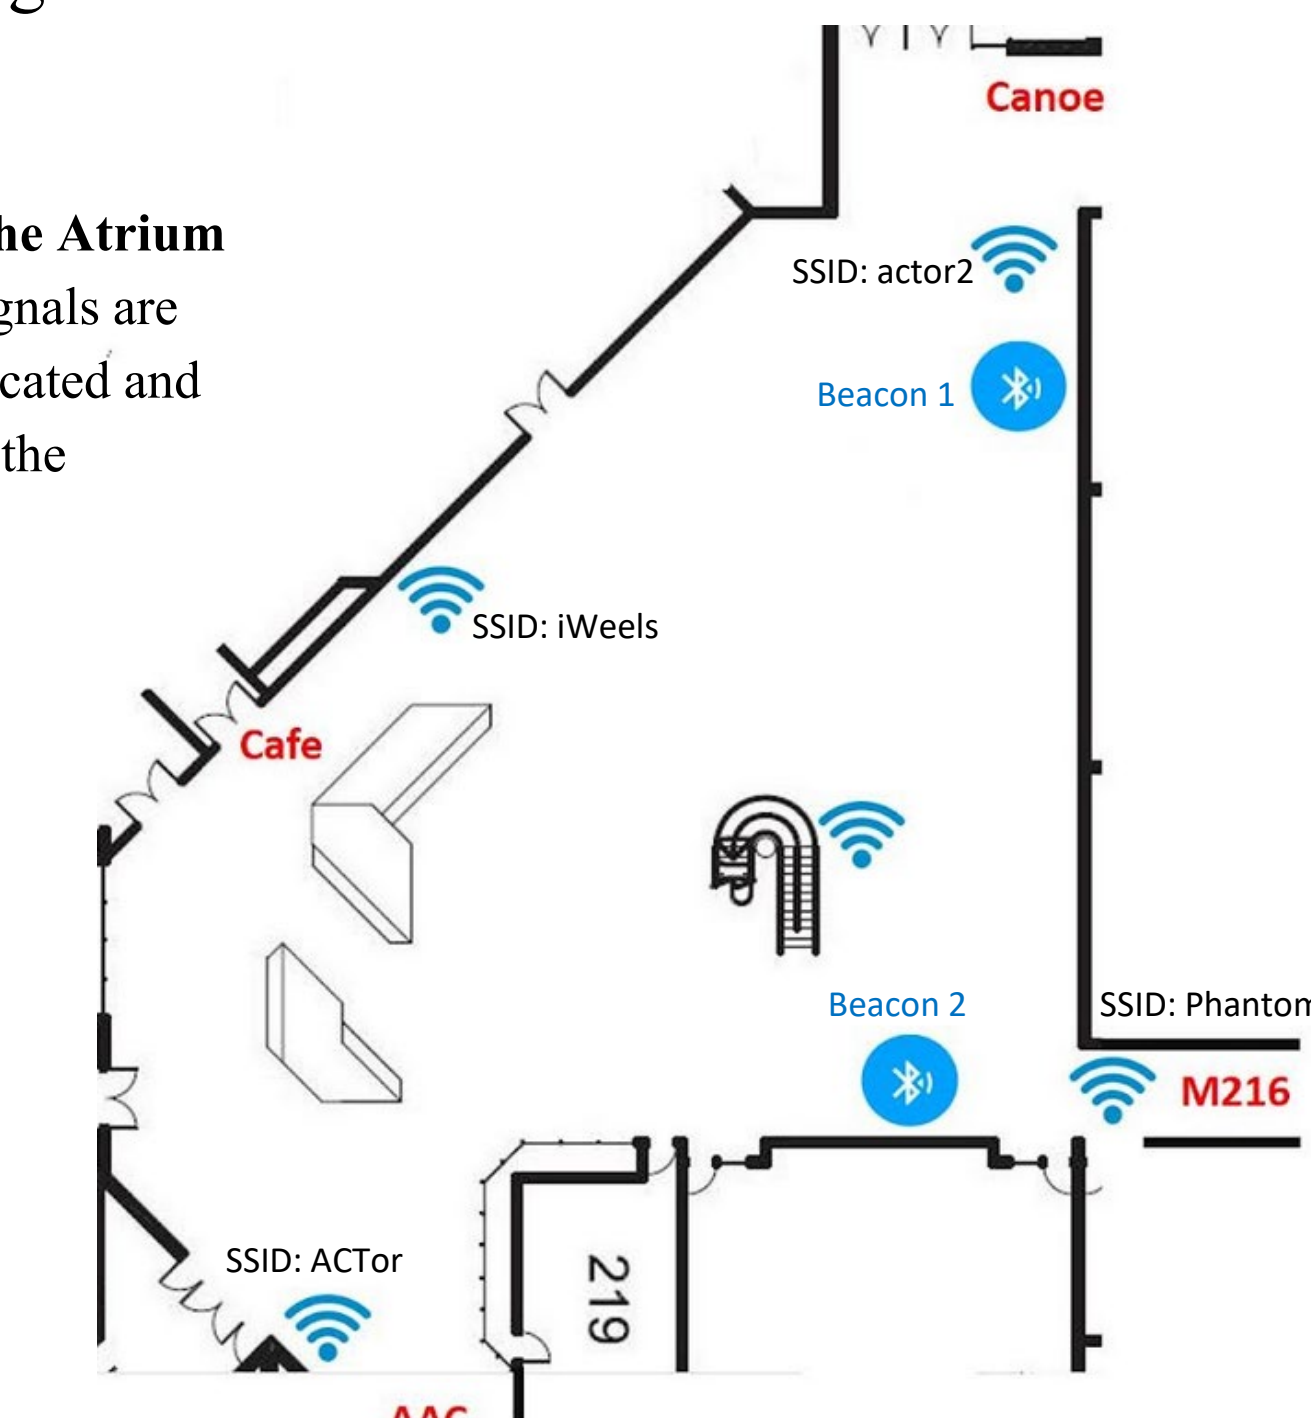 Canoe
he Atrium
SSID: actor2
gnals are
cated and
Beacon 1
the
SSID: iWeels
Cafe
Beacon 2
SSID: Phantom
M216
SSID: ACTor
219
AAC